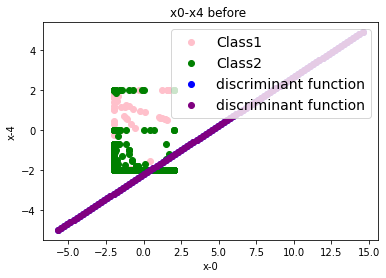 x0-x4 before
Class1
Class2
discriminant function
discriminant function
4
2
0
−2
−4
x-4
−5.0
−2.5
0.0
2.5
5.0
7.5
10.0
12.5
15.0
x-0